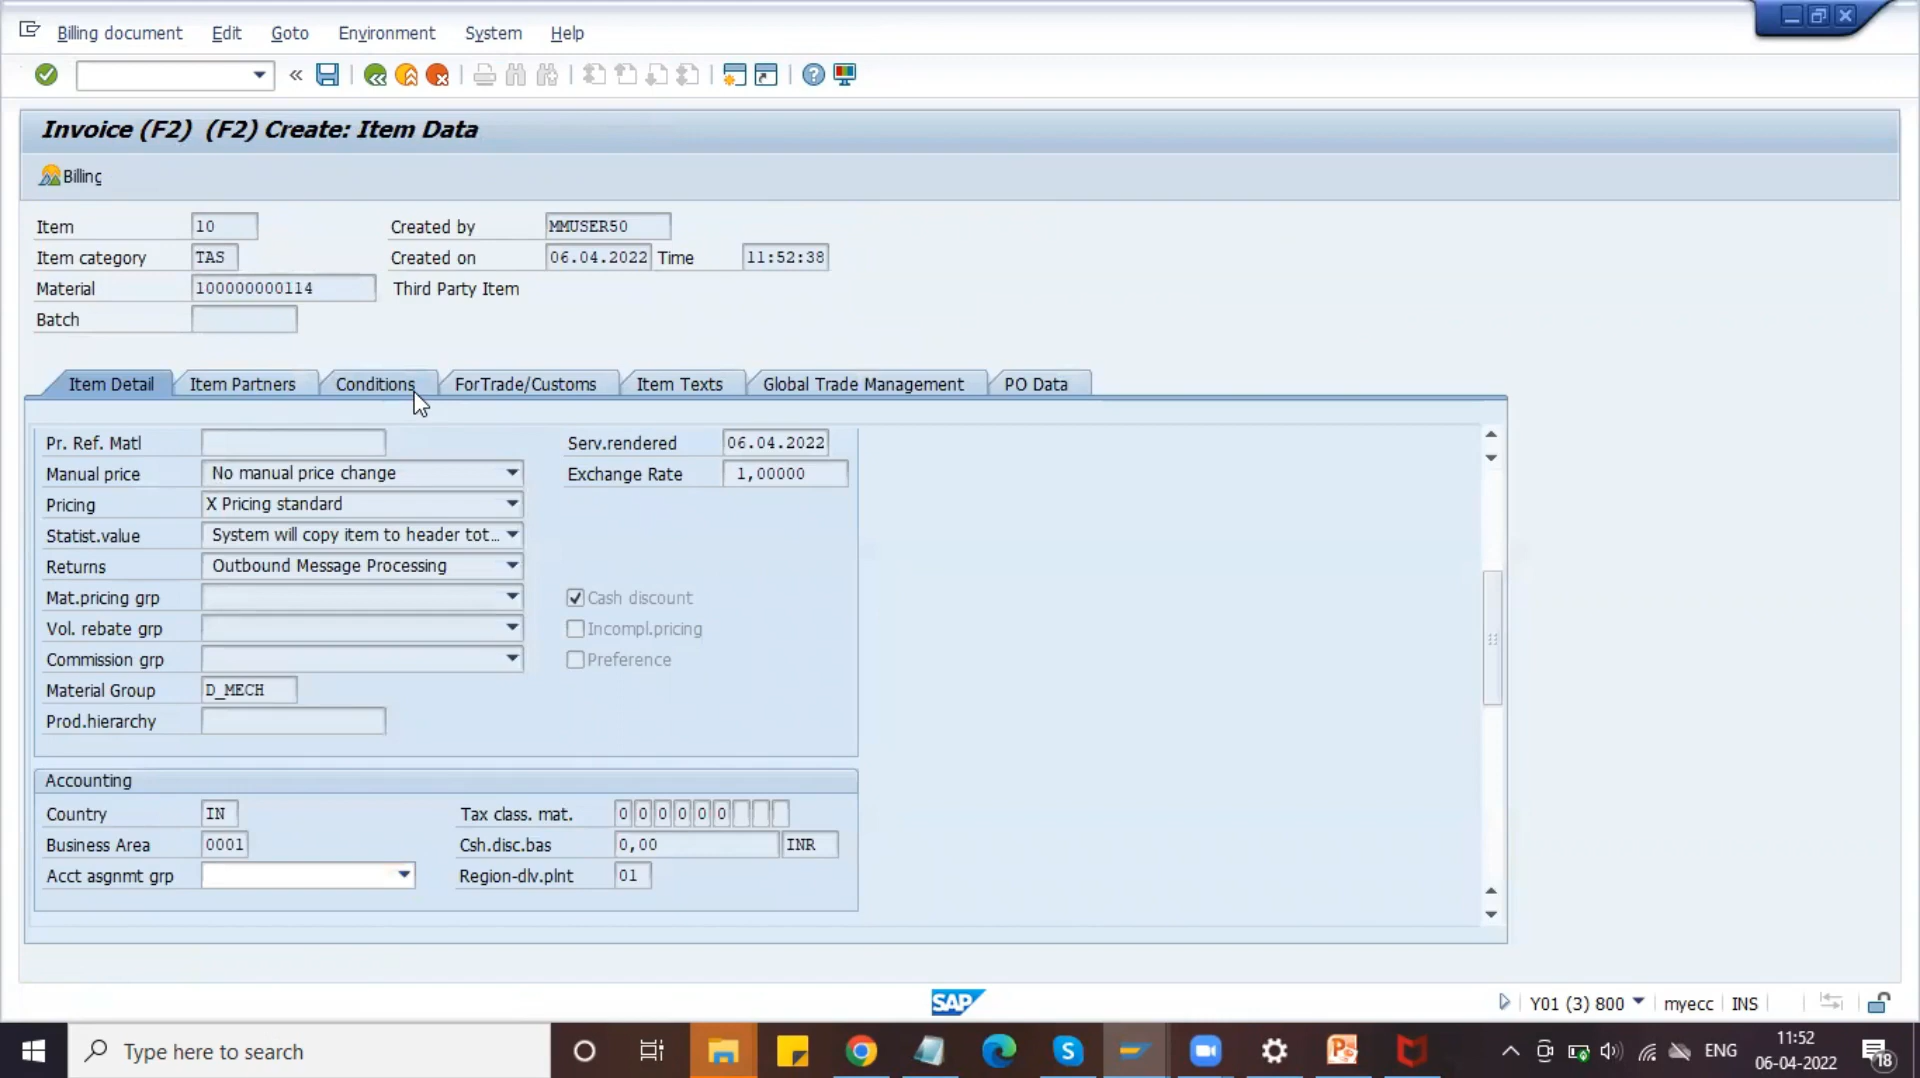 Billing document Edit Goto Environment System Help
Invoice (F2) (F2) Create: Item Data
Billing
Item 10 Created by MMUSER50
Item category TAS Created on 06.04.2022 Time 11:52:38
Material 100000000114 Third Party Item
Batch
Item Detail Item Partners Conditions ForTrade/Customs Item Texts Global Trade Management PO Data
Pr. Ref. Matl Serv.rendered 06.04.2022
Manual price No manual price change Exchange Rate 1,00000
Pricing X Pricing standard
Statist.value System will copy item to header tot...
Returns Outbound Message Processing
Mat.pricing grp Cash discount
Vol. rebate grp Incompl.pricing
Commission grp Preference
Material Group D_MECH
Prod.hierarchy
Accounting
Country IN Tax class. mat. 0 0 0 0 0 0
Business Area 0001 Csh.disc.bas 0,00 INR
Acct asgnmt grp Region-dlv.plnt 01
SAP Y01 (3) 800 myecc INS
Type here to search ENG 11:52
06-04-2022 18